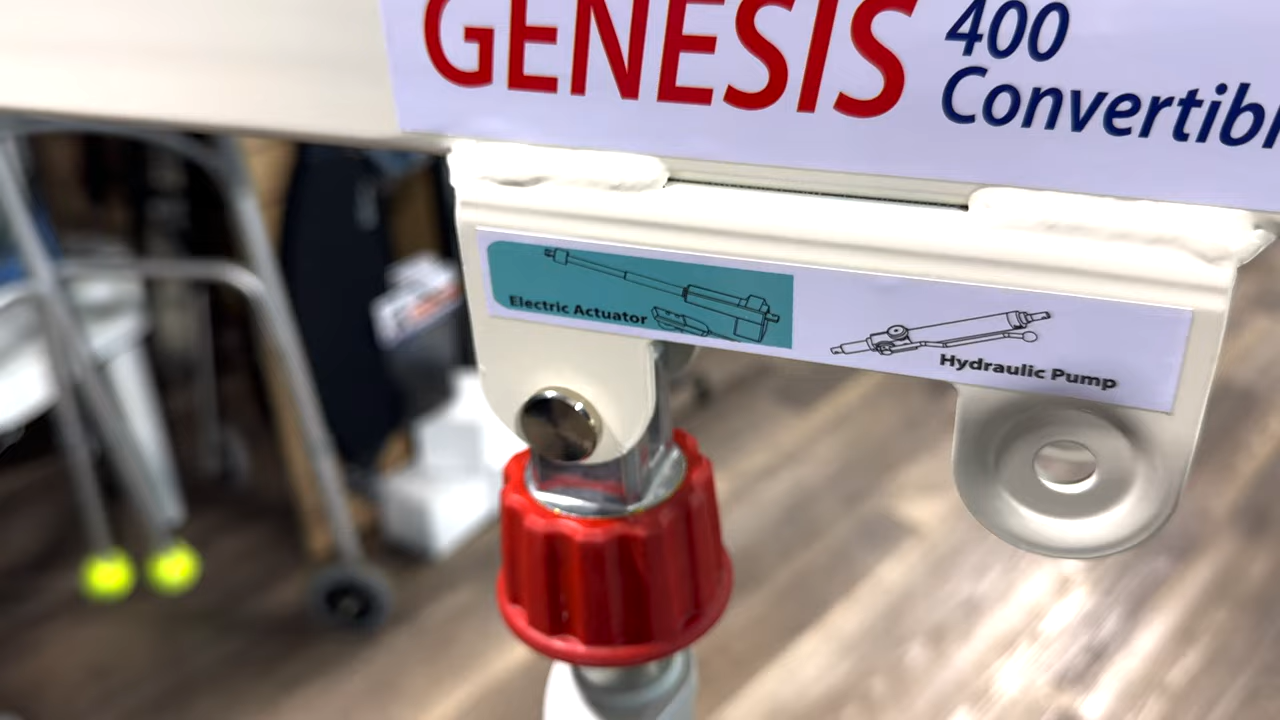 GENESIS
400
Convertibl
Electric Actuator
Hydraulic Pump